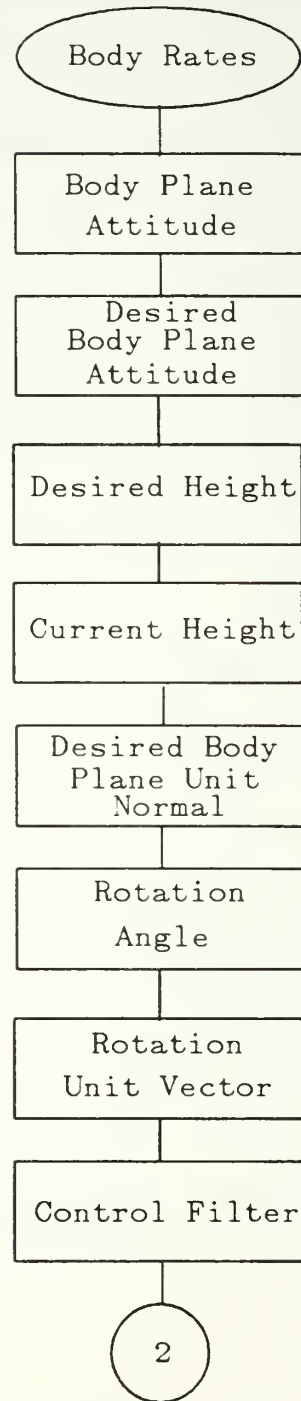 Body Rates
Body Plane
Attitude
Desired
Body Plane
Attitude
Desired Height
Current Height
Desired Body
Plane Unit
Normal
Rotation
Angle
Rotation
Unit Vector
Control Filter
2